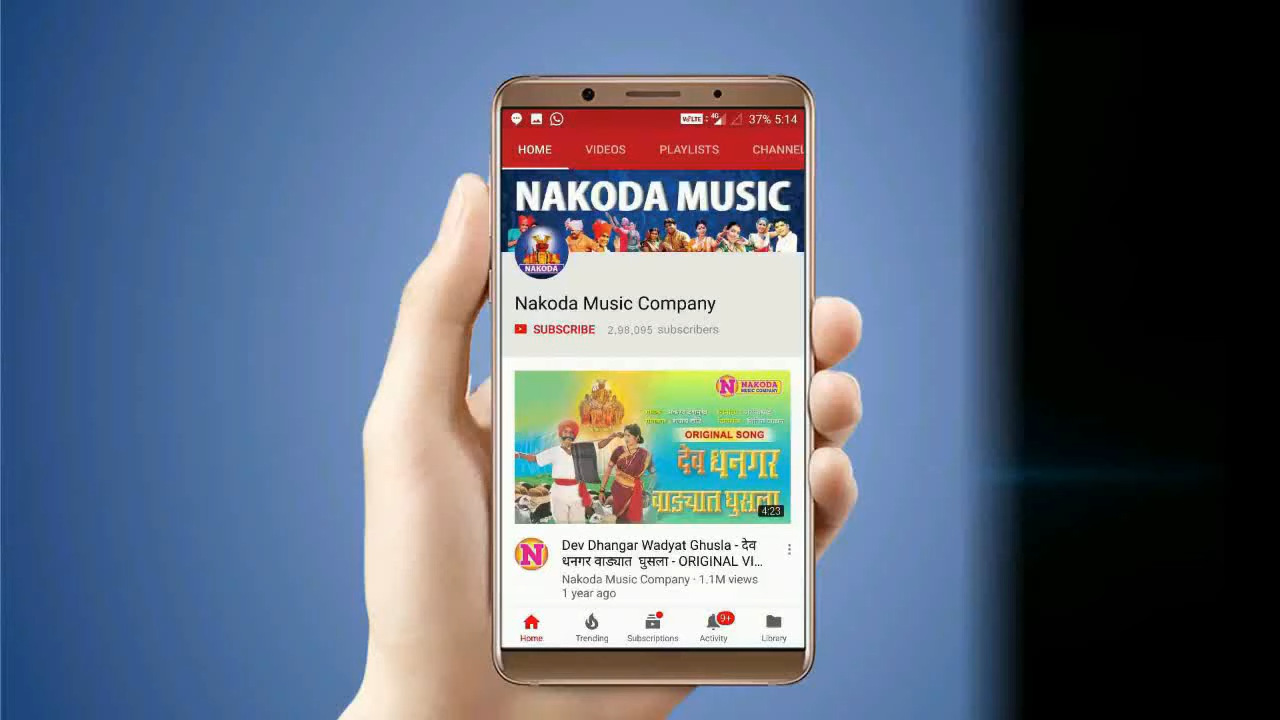 VoLTE 4G 37% 5:14
HOME VIDEOS PLAYLISTS CHANNEL
NAKODA MUSIC
NAKODA
Nakoda Music Company
SUBSCRIBE 2,98,095 subscribers
N NAKODA
MUSIC COMPANY
ORIGINAL SONG
देव धनगर
वाड्यात घुसला
4:23
N
Dev Dhangar Wadyat Ghusla - देव
धनगर वाड्यात घुसला - ORIGINAL VI...
Nakoda Music Company · 1.1M views
1 year ago
9+
Home Trending Subscriptions Activity Library